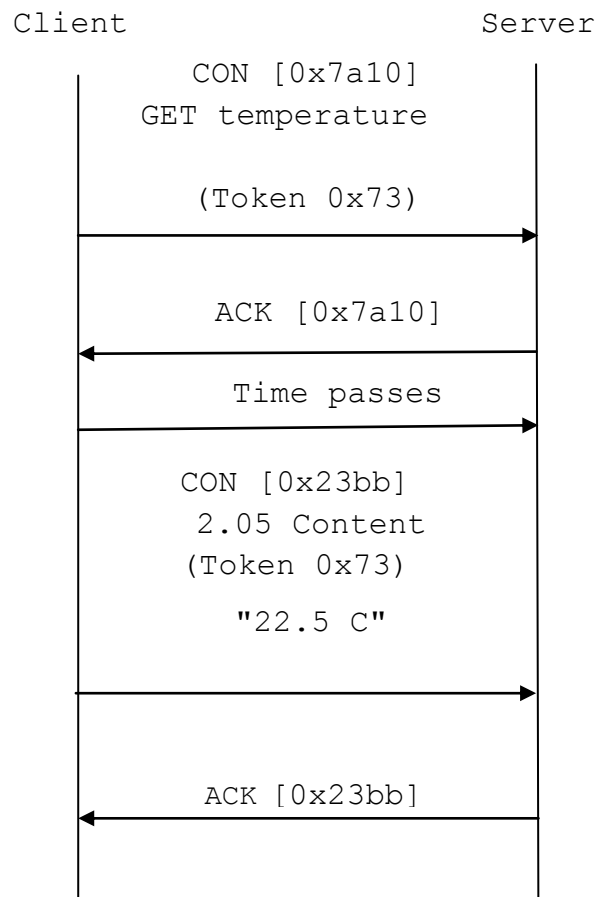 Client Server
CON [0x7a10]
GET temperature
(Token 0x73)
ACK [0x7a10]
Time passes
CON [0x23bb]
2.05 Content
(Token 0x73)
"22.5 C"
ACK [0x23bb]